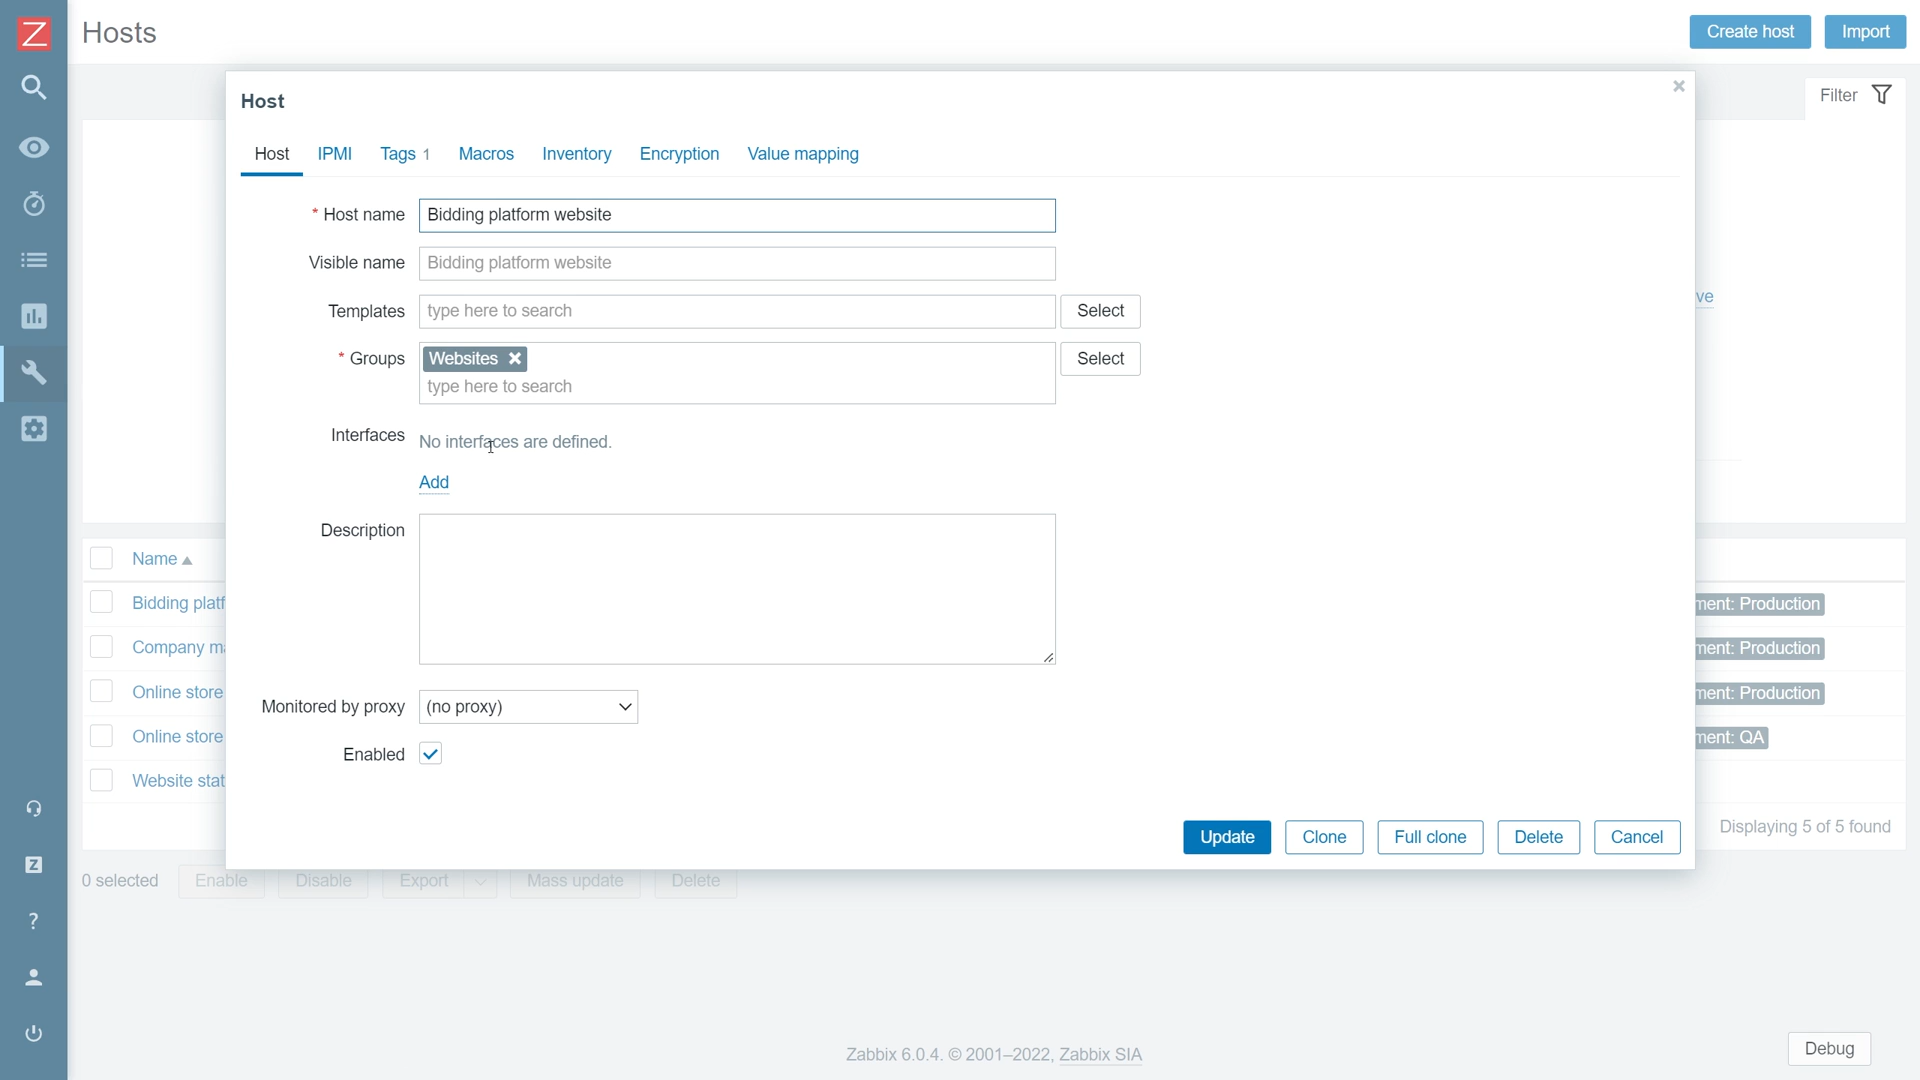 Z
Hosts
Create host
Import
Filter
Host
Host
IPMI
Tags 1
Macros
Inventory
Encryption
Value mapping
* Host name
Bidding platform website
Visible name
Bidding platform website
Templates
type here to search
Select
* Groups
Websites
type here to search
Select
Interfaces
No interfaces are defined.
Add
Description
Monitored by proxy
(no proxy)
Enabled
Update
Clone
Full clone
Delete
Cancel
Name
Bidding platf
Company
Online store
Online store
Website stat
ve
ment: Production
ment: Production
ment: Production
ment: QA
Displaying 5 of 5 found
0 selected
Enable
Disable
Export
Mass update
Delete
Z
?
Zabbix 6.0.4. © 2001–2022, Zabbix SIA
Debug